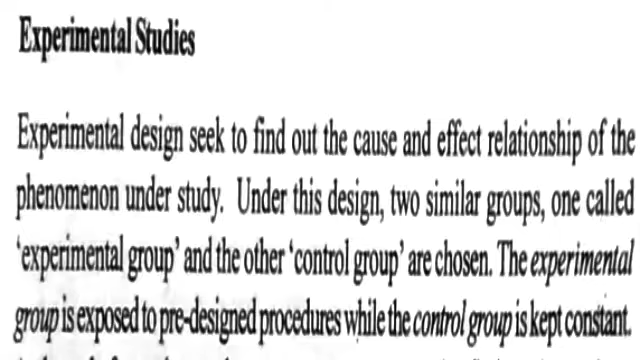 Experimental Studies
Experimental design seek to find out the cause and effect relationship of the
phenomenon under study. Under this design, two similar groups, one called
‘experimental group’ and the other ‘control group’ are chosen. The experimental
group is exposed to pre-designed procedures while the control group is kept constant.